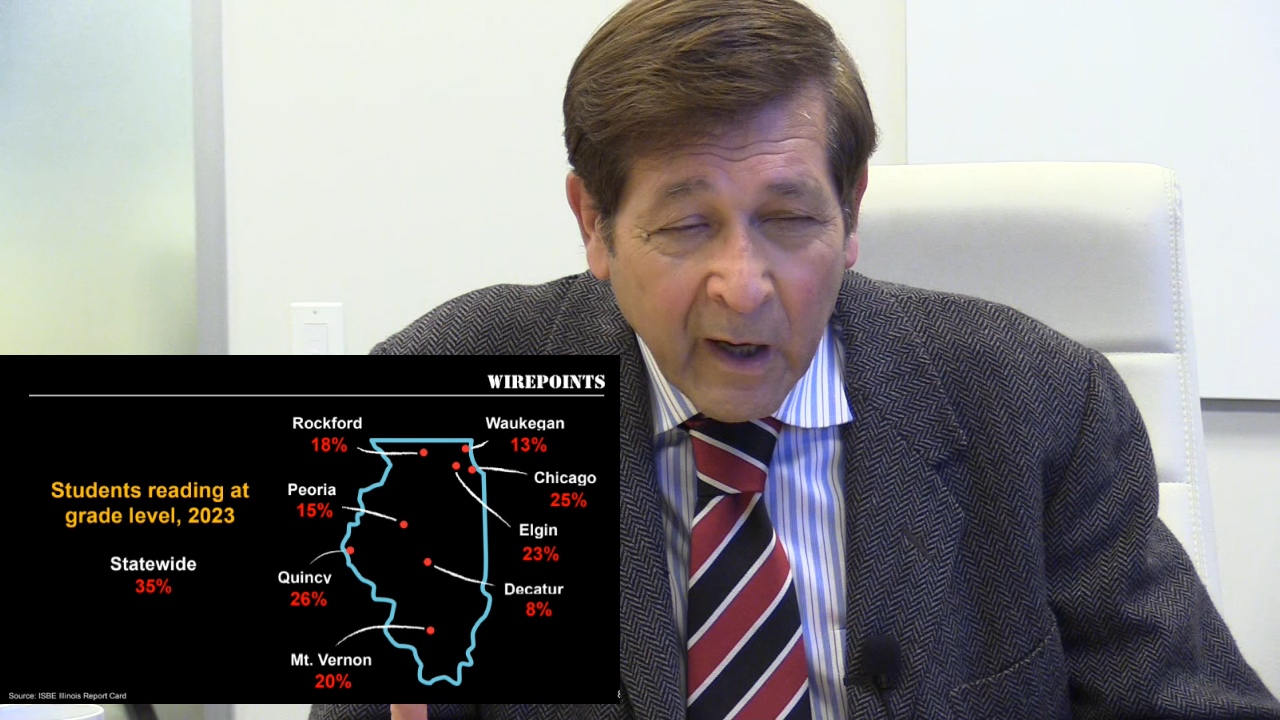 WIREPOINTS
Rockford
18%
Waukegan
13%
Students reading at
grade level, 2023
Chicago
25%
Peoria
15%
Elgin
23%
Statewide
35%
Quincy
26%
Decatur
8%
Mt. Vernon
20%
Source: ISBE Illinois Report Card
8